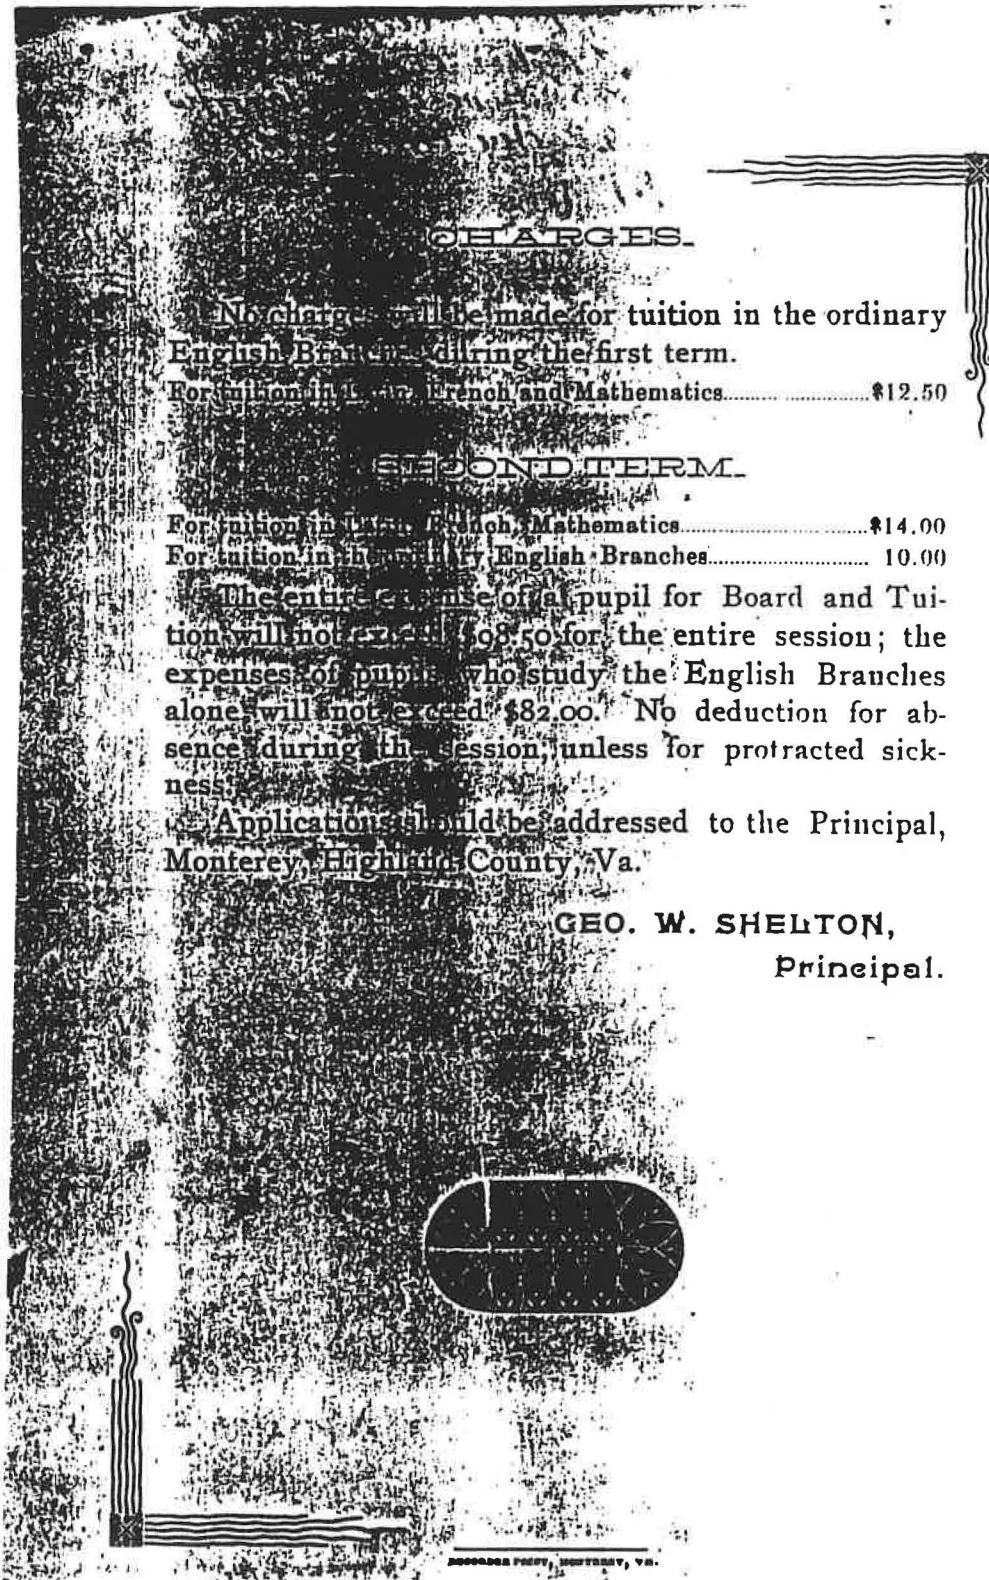 CHARGES.
No charges will be made for tuition in the ordinary
English Branches during the first term.
For tuition in Latin, French and Mathematics........................$12.50
SECOND TERM.
For tuition in Latin, French, Mathematics........................$14.00
For tuition in the ordinary English Branches........................ 10.00
The entire expense of a pupil for Board and Tui-
tion will not exceed $98.50 for the entire session; the
expenses of pupils who study the English Branches
alone, will not exceed $82.00. No deduction for ab-
sence during the session, unless for protracted sick-
ness.
Applications should be addressed to the Principal,
Monterey, Highland County, Va.
GEO. W. SHELTON,
Principal.
RECORDER PRINT, MONTEREY, VA.